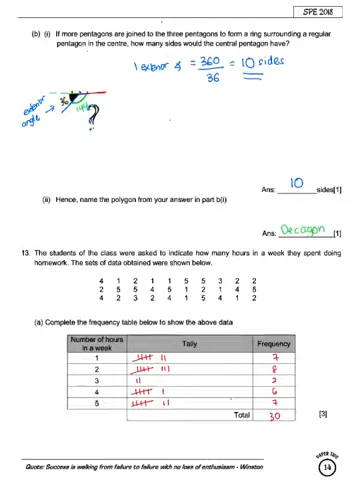 SPE 2018
(b) (i) If more pentagons are joined to the three pentagons to form a ring surrounding a regular
pentagon in the centre, how many sides would the central pentagon have?
1 exterior ∡ = 360 = 10 sides
36
exterior
angle
36
144
?
Ans: 10 sides[1]
(ii) Hence, name the polygon from your answer in part b(i)
Ans: Decagon [1]
13. The students of the class were asked to indicate how many hours in a week they spent doing
homework. The sets of data obtained were shown below.
4 1 2 1 1 5 5 3 2 2
2 5 5 4 5 1 2 1 4 5
4 2 3 2 4 1 5 4 1 2
(a) Complete the frequency table below to show the above data
Number of hours in a week Tally Frequency
1 𝍸 || 7
2 𝍸 ||| 8
3 || 2
4 𝍸 | 6
5 𝍸 || 7
Total 30 [3]
PAPER TWO
14
Quote: Success is walking from failure to failure with no loss of enthusiasm - Winston